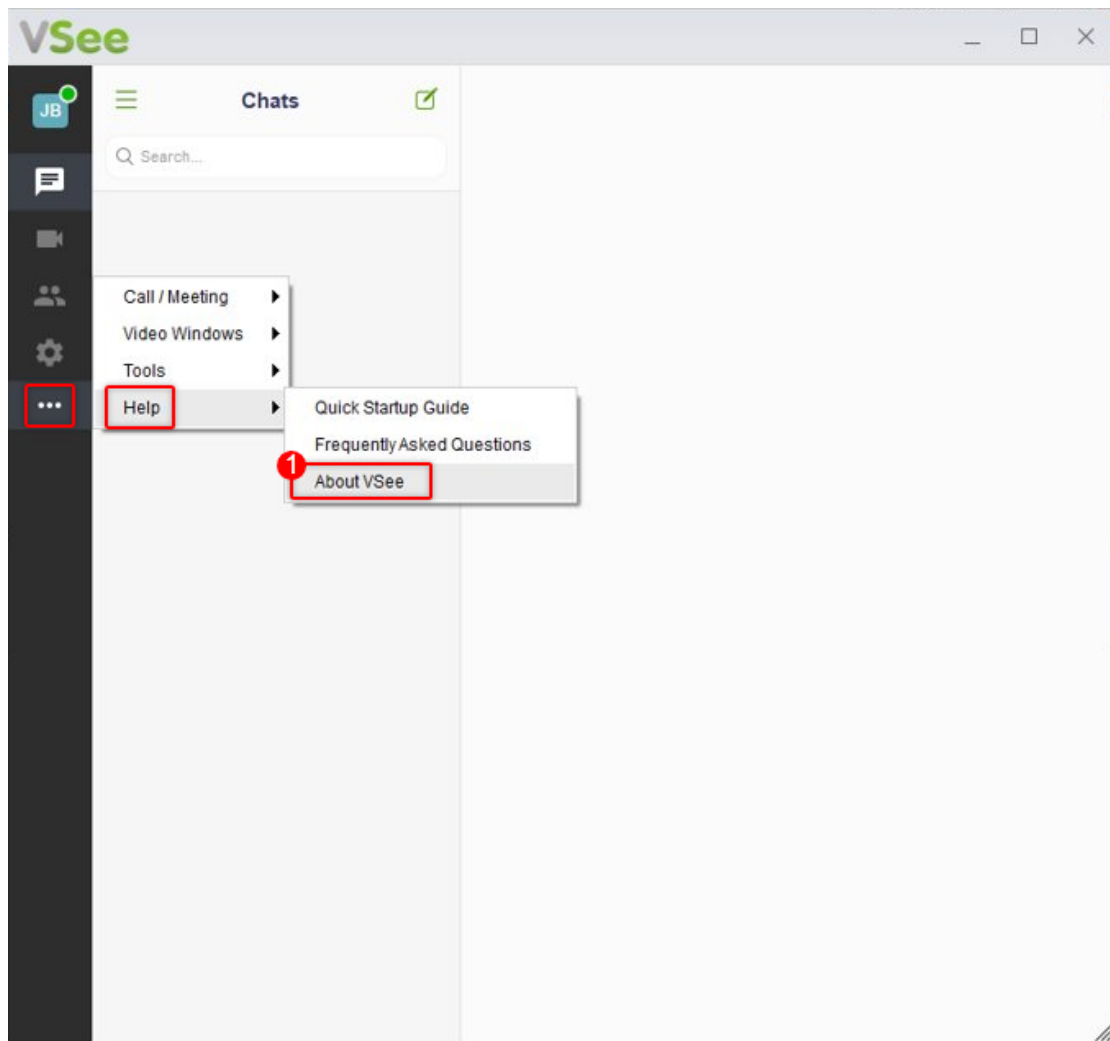 VSee
JB
Chats
Search...
Call / Meeting
Video Windows
Tools
Help
Quick Startup Guide
Frequently Asked Questions
1
About VSee